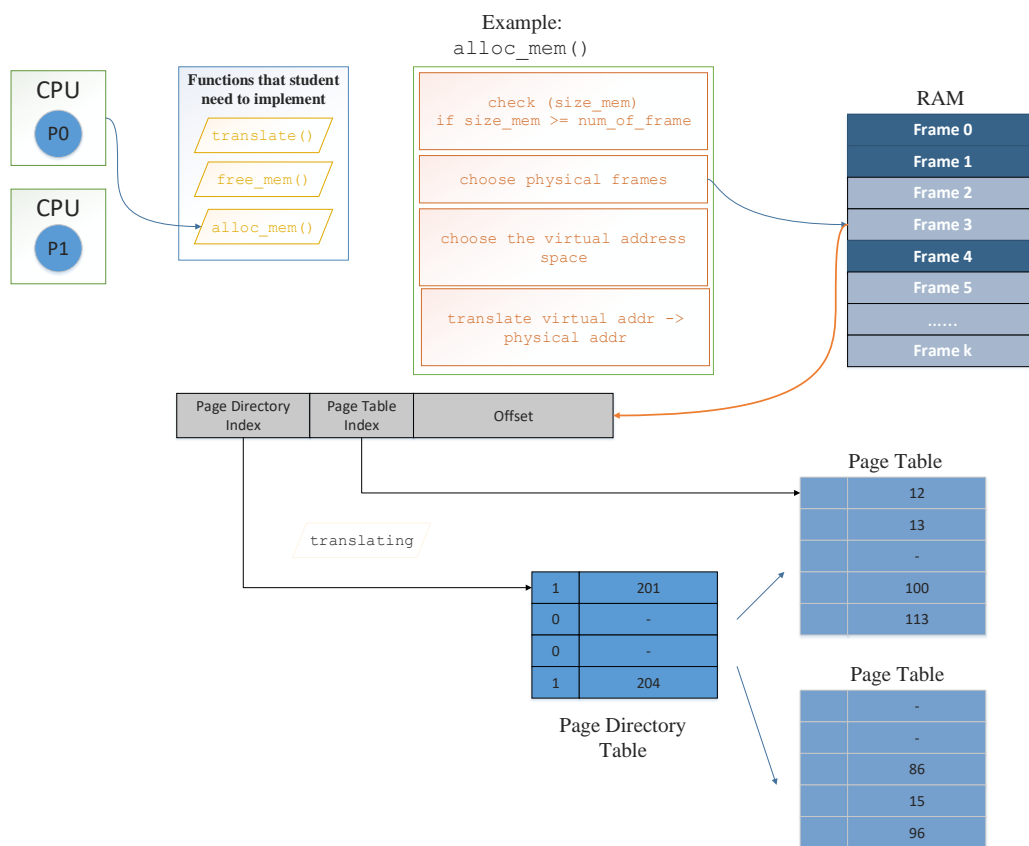 Example:
alloc_mem()
CPU
P0
CPU
P1
Functions that student
need to implement
translate()
free_mem()
alloc_mem()
check (size_mem)
if size_mem >= num_of_frame
choose physical frames
choose the virtual address
space
translate virtual addr ->
physical addr
RAM
Frame 0
Frame 1
Frame 2
Frame 3
Frame 4
Frame 5
......
Frame k
Page Directory
Index
Page Table
Index
Offset
translating
1 201
0 -
0 -
1 204
Page Directory
Table
Page Table
12
13
-
100
113
Page Table
-
-
86
15
96